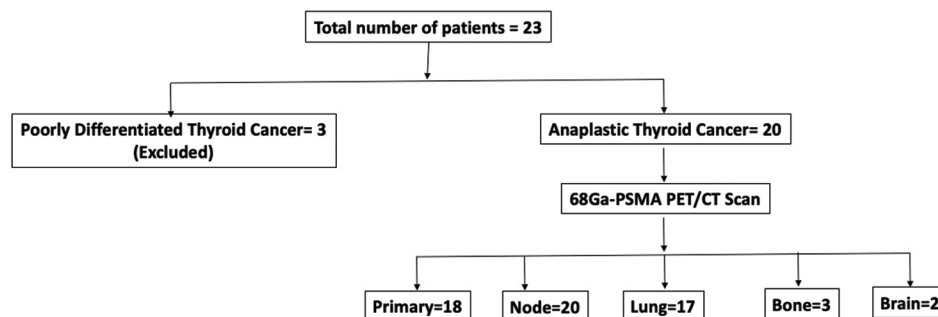 Total number of patients = 23
Poorly Differentiated Thyroid Cancer= 3
(Excluded)
Anaplastic Thyroid Cancer= 20
68Ga-PSMA PET/CT Scan
Primary=18
Node=20
Lung=17
Bone=3
Brain=2